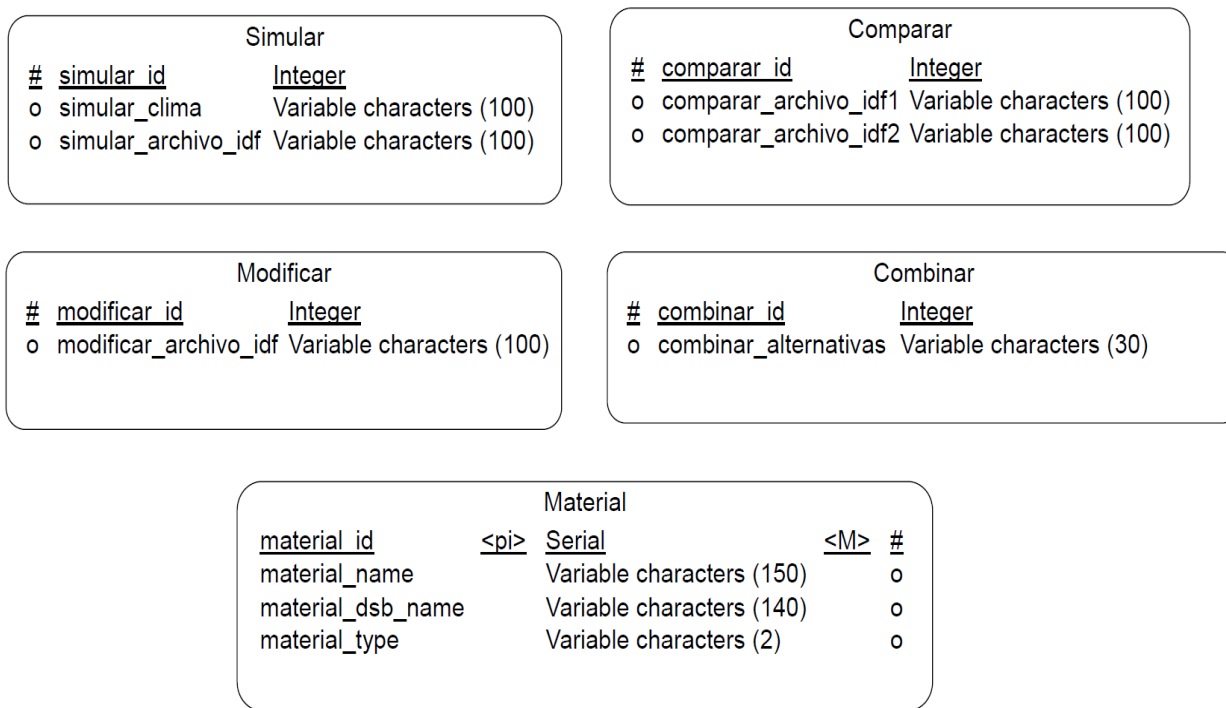 Simular
# simular_id Integer
o simular_clima Variable characters (100)
o simular_archivo_idf Variable characters (100)
Comparar
# comparar_id Integer
o comparar_archivo_idf1 Variable characters (100)
o comparar_archivo_idf2 Variable characters (100)
Modificar
# modificar_id Integer
o modificar_archivo_idf Variable characters (100)
Combinar
# combinar_id Integer
o combinar_alternativas Variable characters (30)
Material
material_id <pi> Serial <M> #
material_name Variable characters (150) o
material_dsb_name Variable characters (140) o
material_type Variable characters (2) o